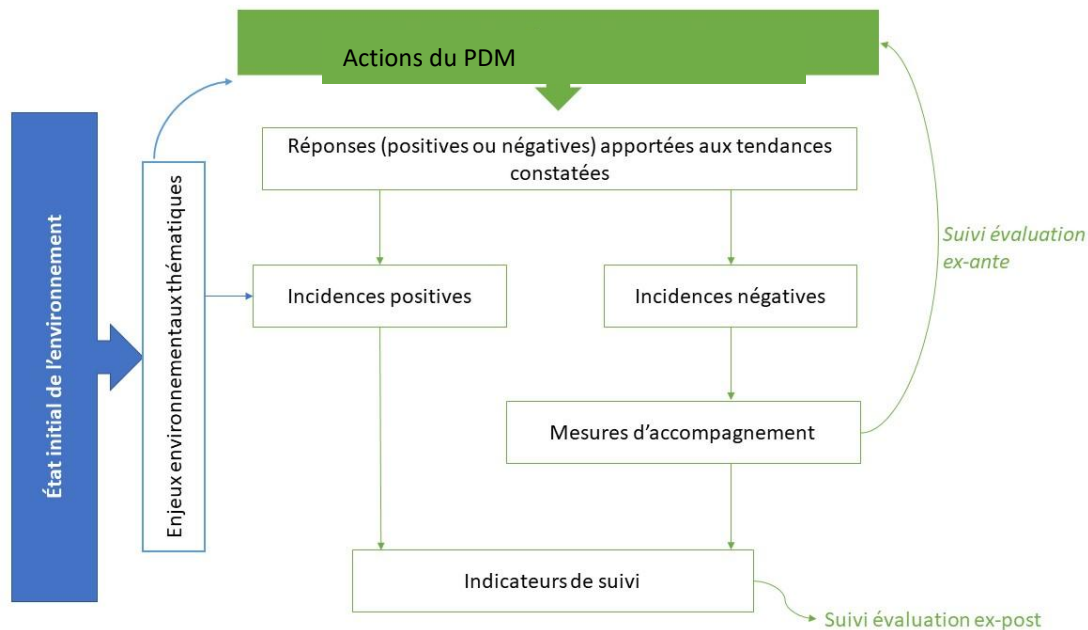 Actions du PDM
Réponses (positives ou négatives) apportées aux tendances
constatées
État initial de l'environnement
Enjeux environnementaux thématiques
Incidences positives
Incidences négatives
Suivi évaluation
ex-ante
Mesures d'accompagnement
Indicateurs de suivi
Suivi évaluation ex-post